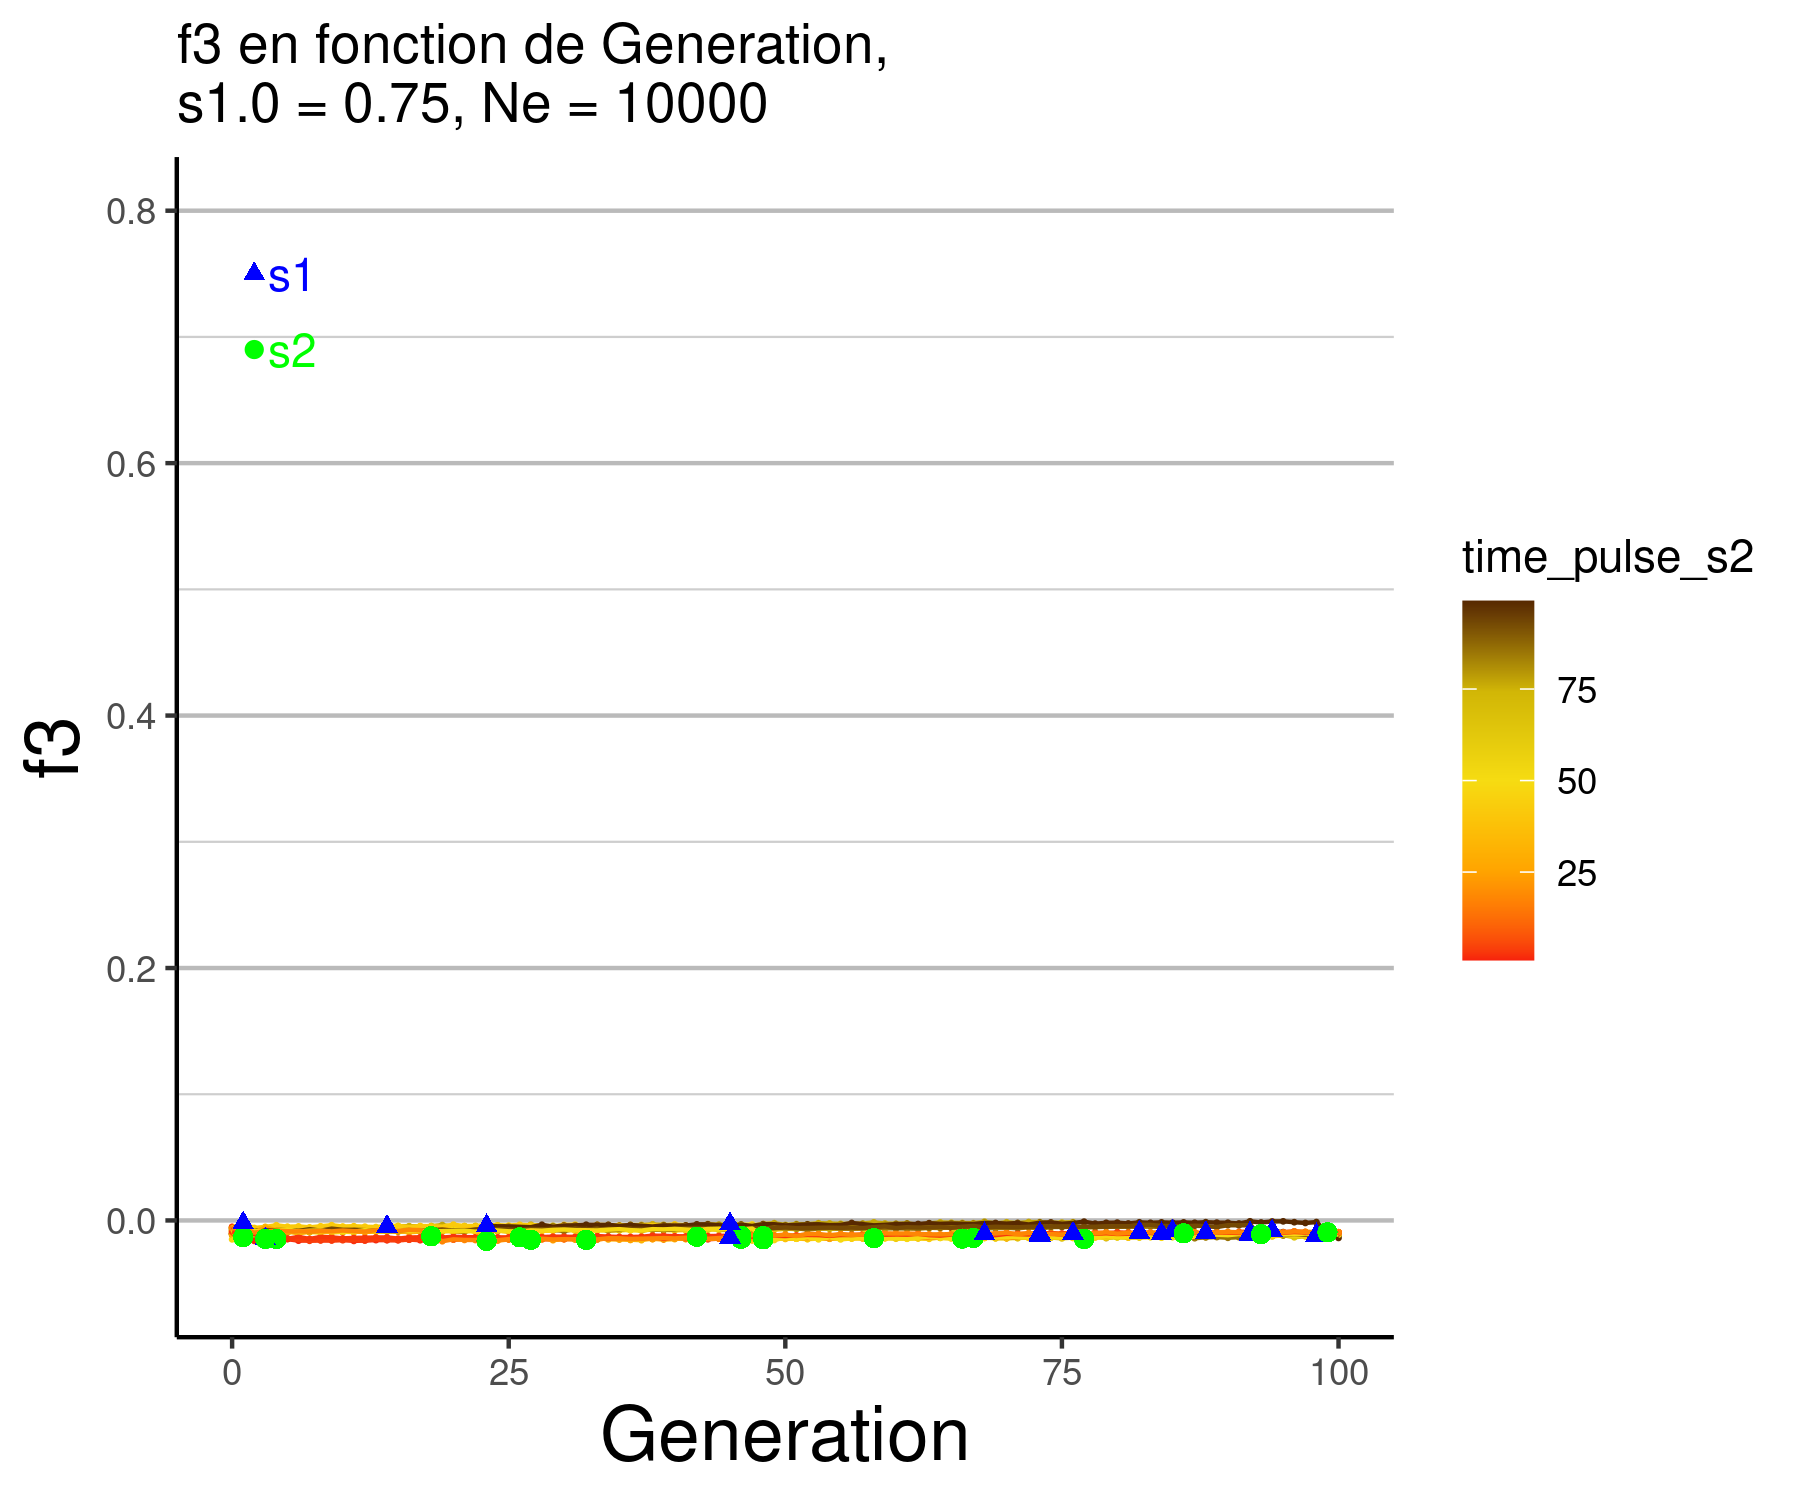 f3 en fonction de Generation,
s1.0 = 0.75, Ne = 10000
0.8
s1
s2
0.6
0.4
0.2
0.0
f3
0
25
50
75
100
Generation
time_pulse_s2
75
50
25